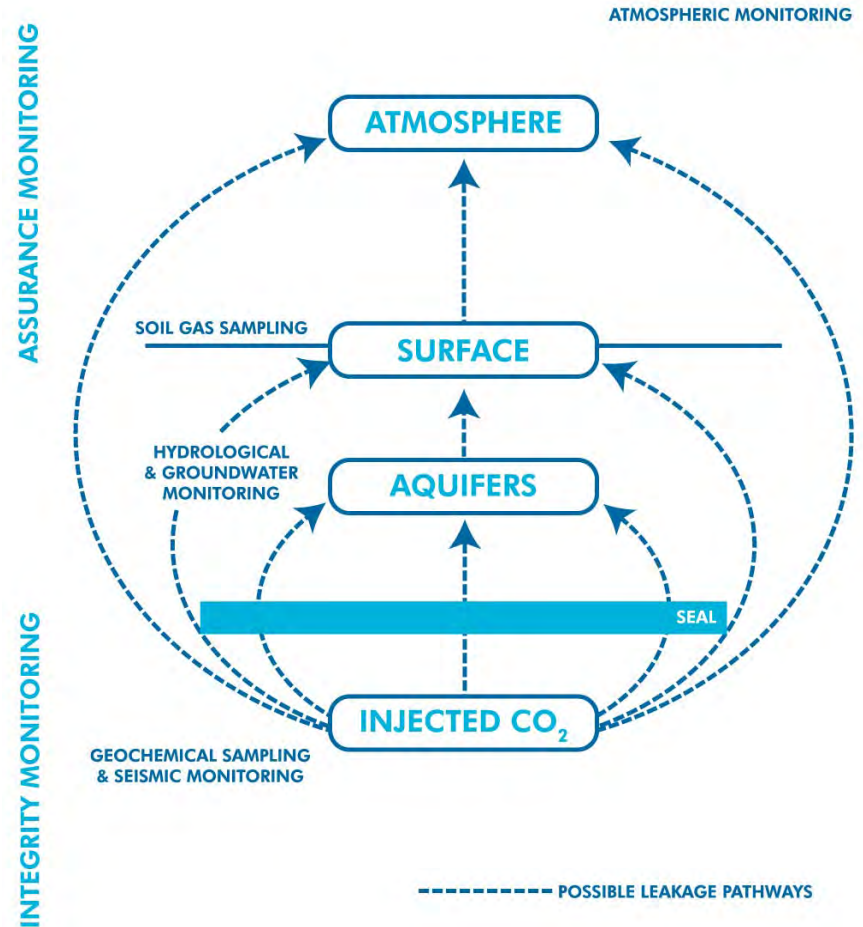 ATMOSPHERIC MONITORING
ASSURANCE MONITORING
ATMOSPHERE
SOIL GAS SAMPLING
SURFACE
HYDROLOGICAL
& GROUNDWATER
MONITORING
AQUIFERS
SEAL
INTEGRITY MONITORING
INJECTED CO₂
GEOCHEMICAL SAMPLING
& SEISMIC MONITORING
POSSIBLE LEAKAGE PATHWAYS